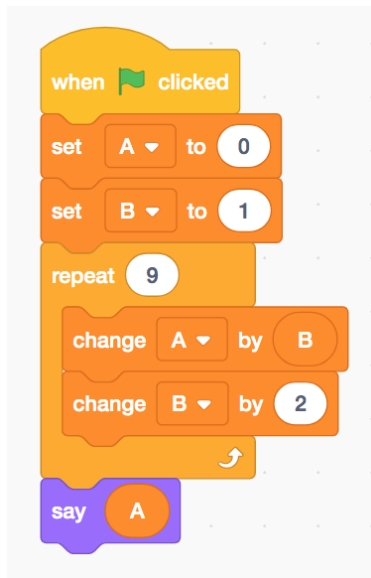 when clicked
set A to 0
set B to 1
repeat 9
change A by B
change B by 2
say A